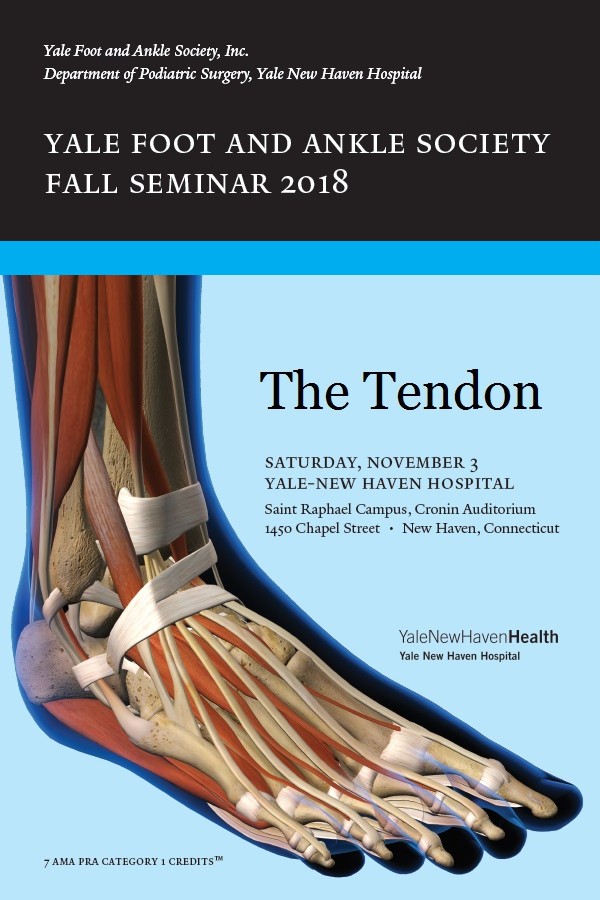 Yale Foot and Ankle Society, Inc.
Department of Podiatric Surgery, Yale New Haven Hospital
YALE FOOT AND ANKLE SOCIETY
FALL SEMINAR 2018
The Tendon
SATURDAY, NOVEMBER 3
YALE-NEW HAVEN HOSPITAL
Saint Raphael Campus, Cronin Auditorium
1450 Chapel Street • New Haven, Connecticut
YaleNewHavenHealth
Yale New Haven Hospital
7 AMA PRA CATEGORY 1 CREDITS™